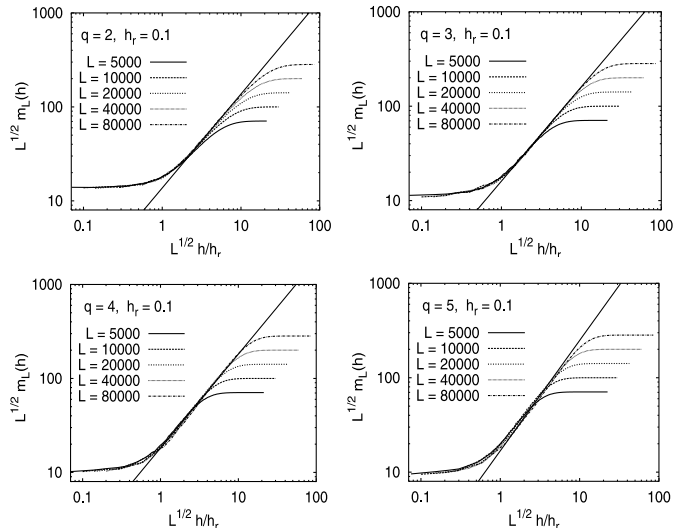 1000
q = 2, h_r = 0.1
L = 5000
L = 10000
L = 20000
L = 40000
L = 80000
100
10
L^{1/2} m_L(h)
0.1 1 10 100
L^{1/2} h/h_r
1000
q = 3, h_r = 0.1
L = 5000
L = 10000
L = 20000
L = 40000
L = 80000
100
10
L^{1/2} m_L(h)
0.1 1 10 100
L^{1/2} h/h_r
1000
q = 4, h_r = 0.1
L = 5000
L = 10000
L = 20000
L = 40000
L = 80000
100
10
L^{1/2} m_L(h)
0.1 1 10 100
L^{1/2} h/h_r
1000
q = 5, h_r = 0.1
L = 5000
L = 10000
L = 20000
L = 40000
L = 80000
100
10
L^{1/2} m_L(h)
0.1 1 10 100
L^{1/2} h/h_r